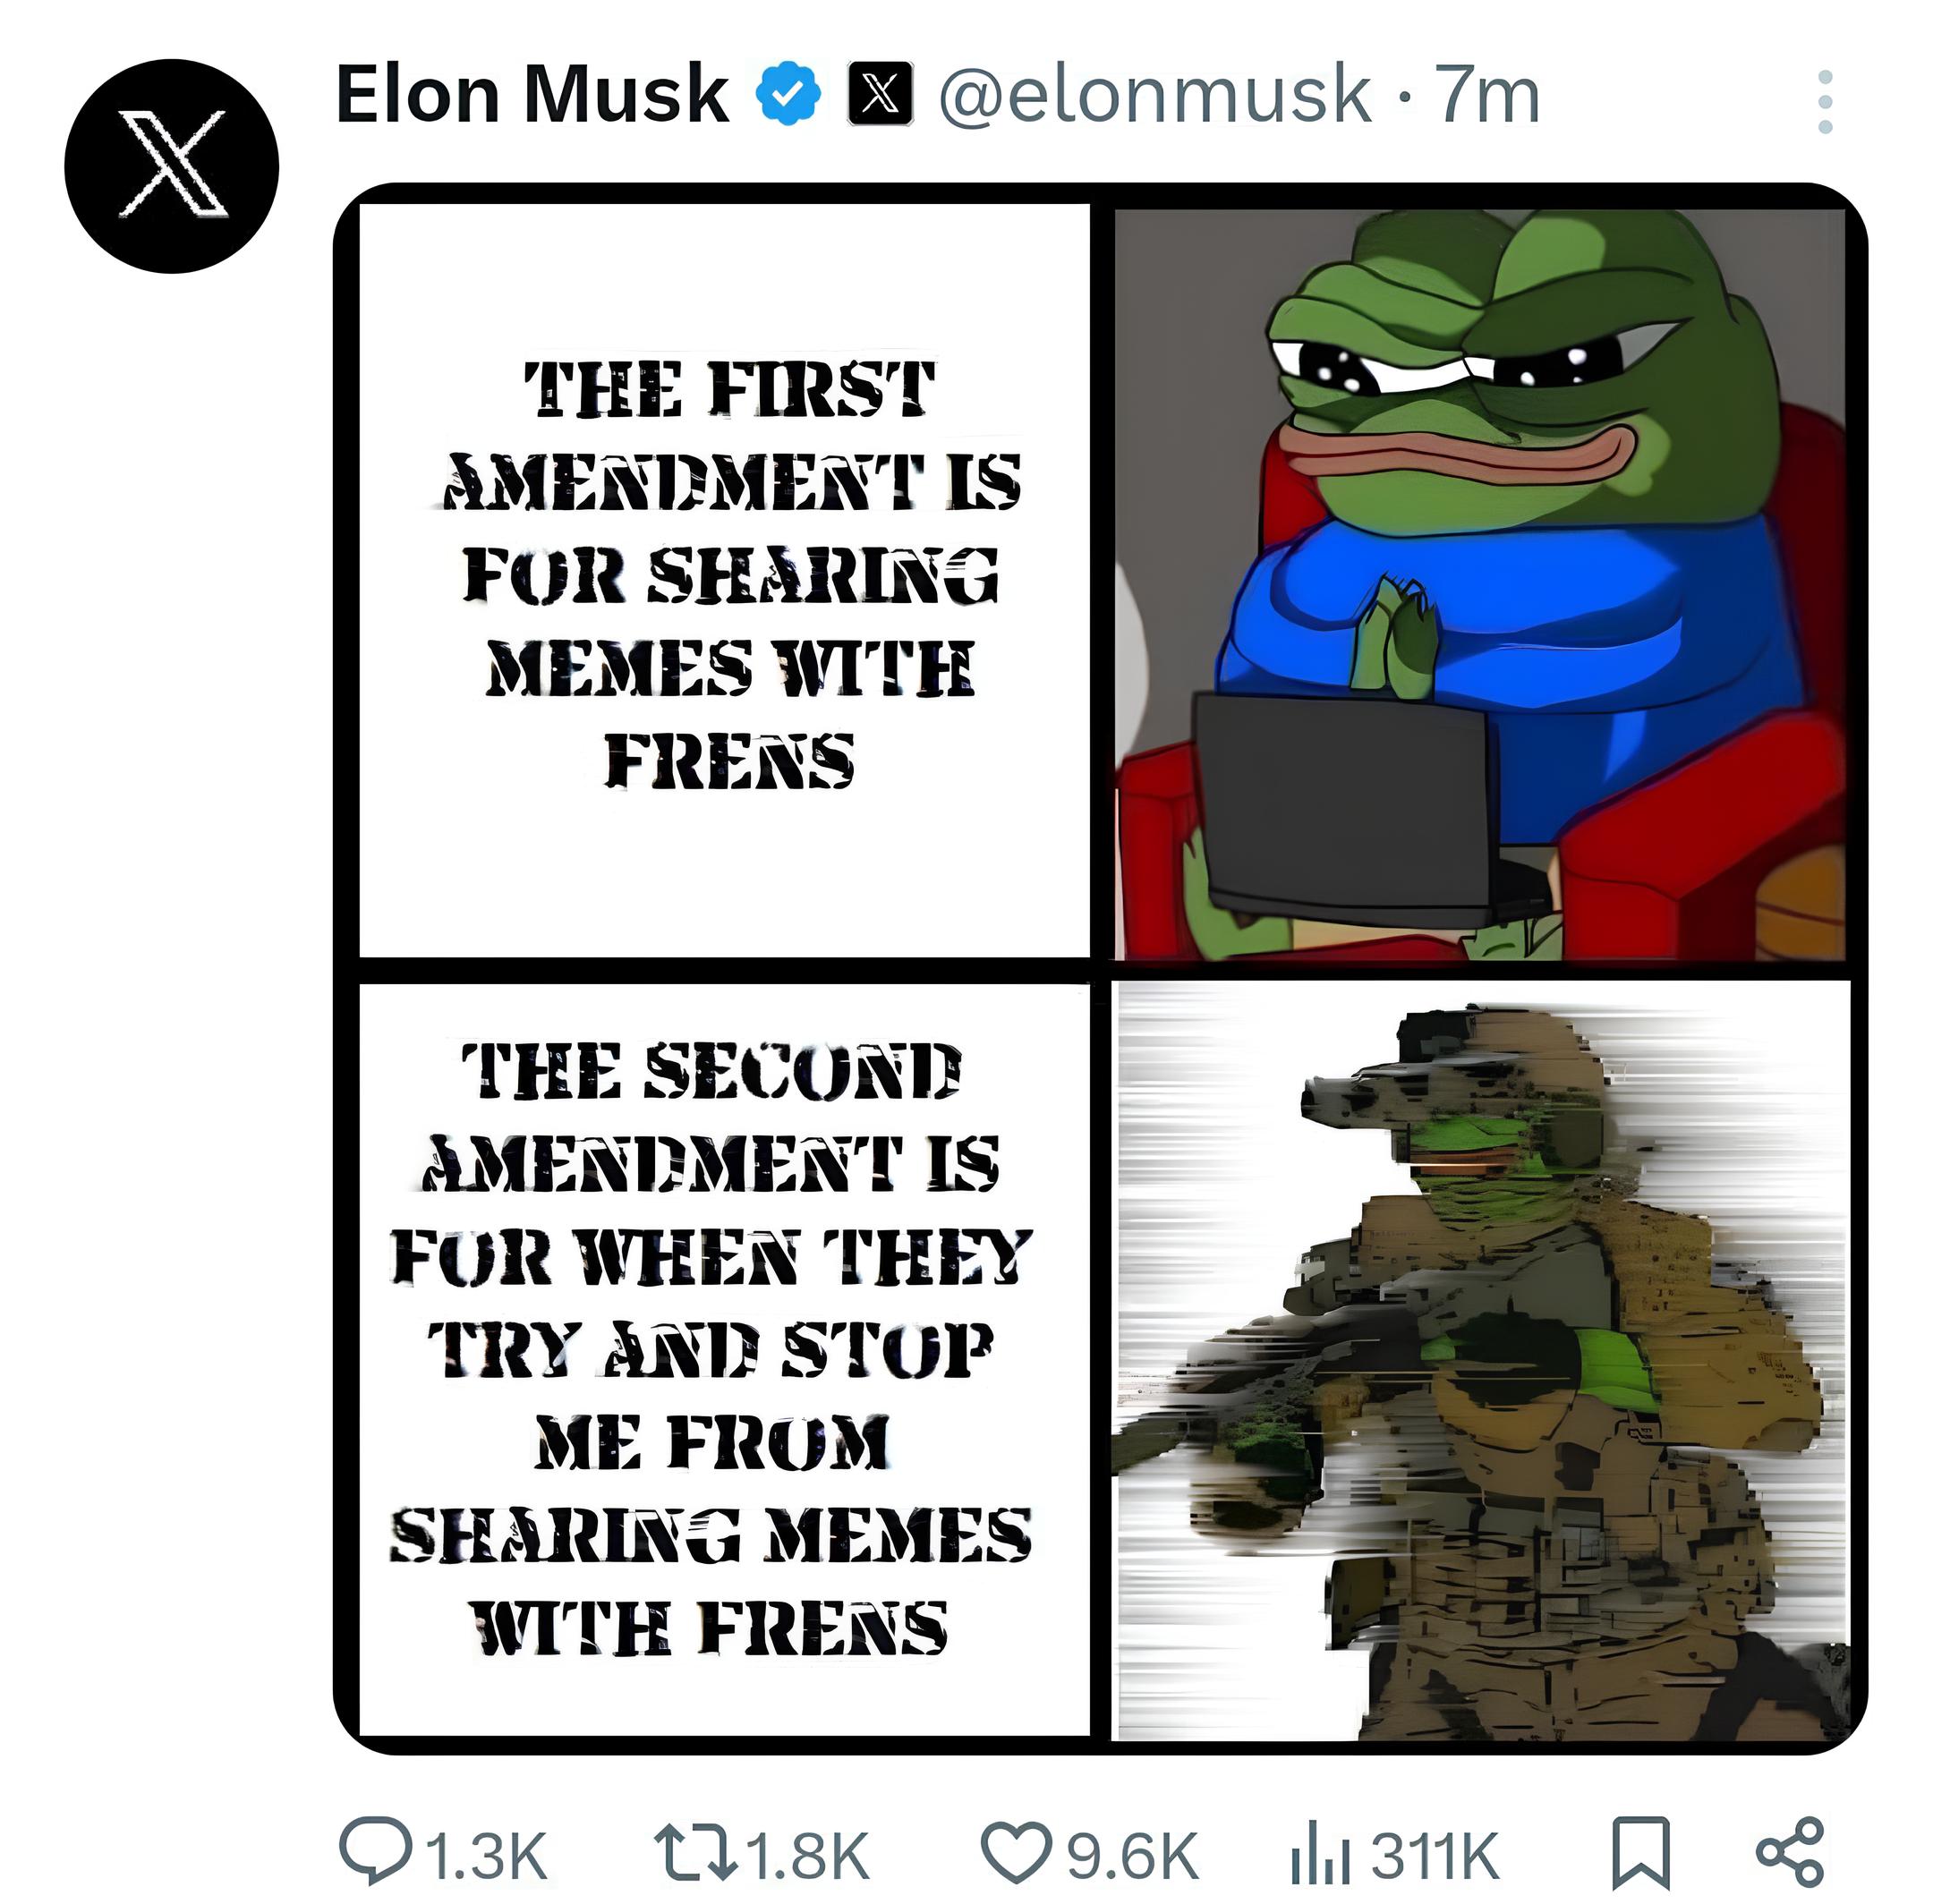 Elon Musk @elonmusk · 7m
THE FIRST
AMENDMENT IS
FOR SHARING
MEMES WITH
FRENS
THE SECOND
AMENDMENT IS
FOR WHEN THEY
TRY AND STOP
ME FROM
SHARING MEMES
WITH FRENS
1.3K 1.8K 9.6K 311K